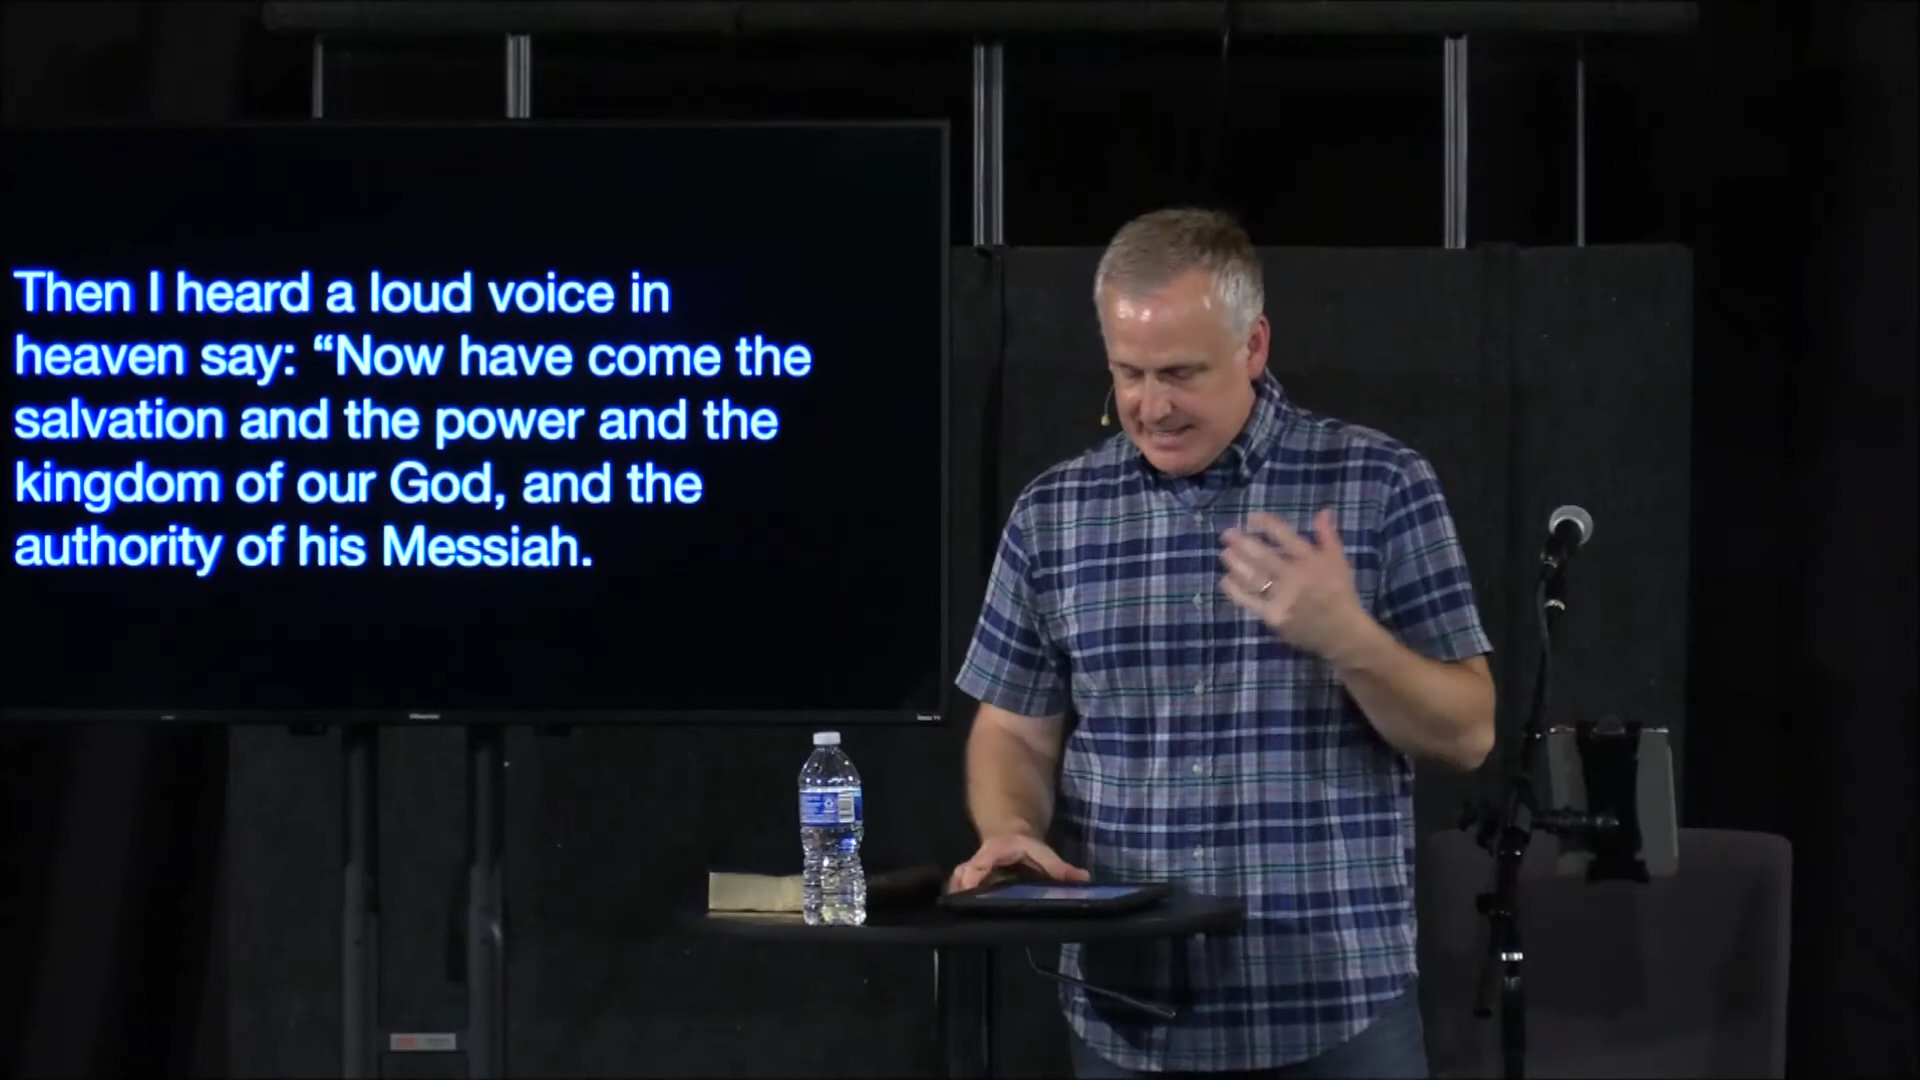 Then I heard a loud voice in
heaven say: “Now have come the
salvation and the power and the
kingdom of our God, and the
authority of his Messiah.